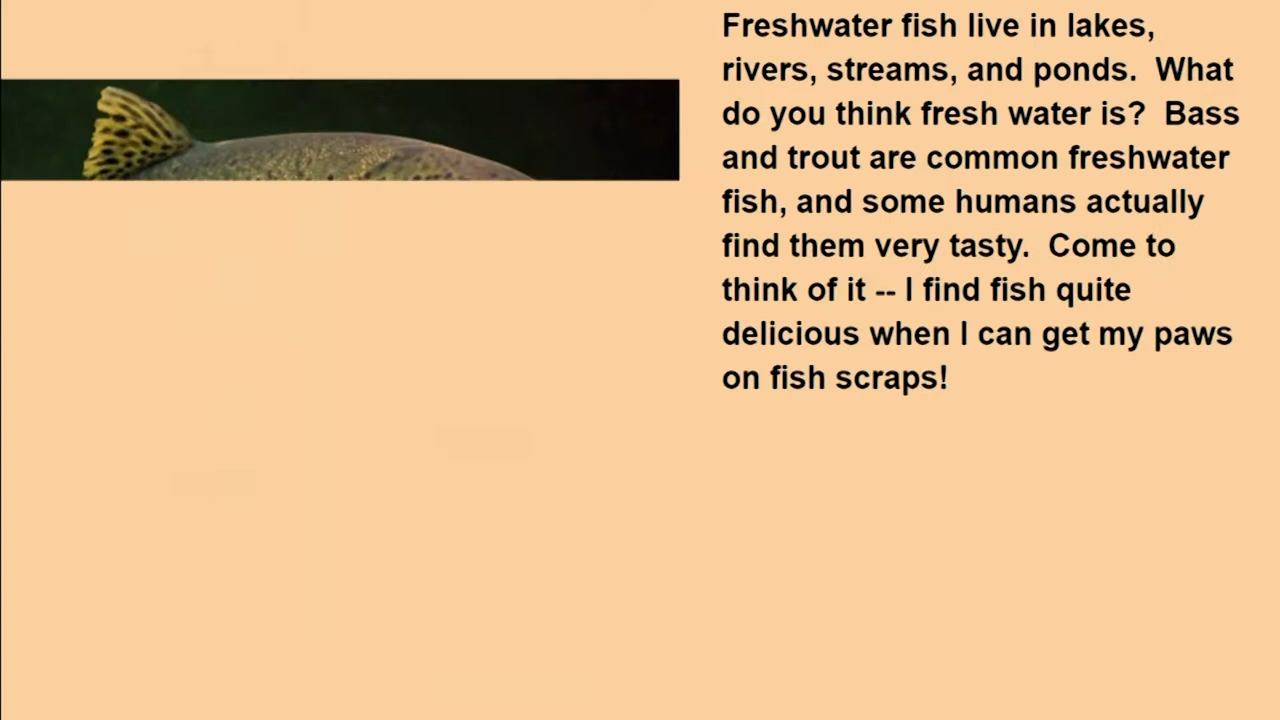 Freshwater fish live in lakes,
rivers, streams, and ponds.  What
do you think fresh water is?  Bass
and trout are common freshwater
fish, and some humans actually
find them very tasty.  Come to
think of it -- I find fish quite
delicious when I can get my paws
on fish scraps!